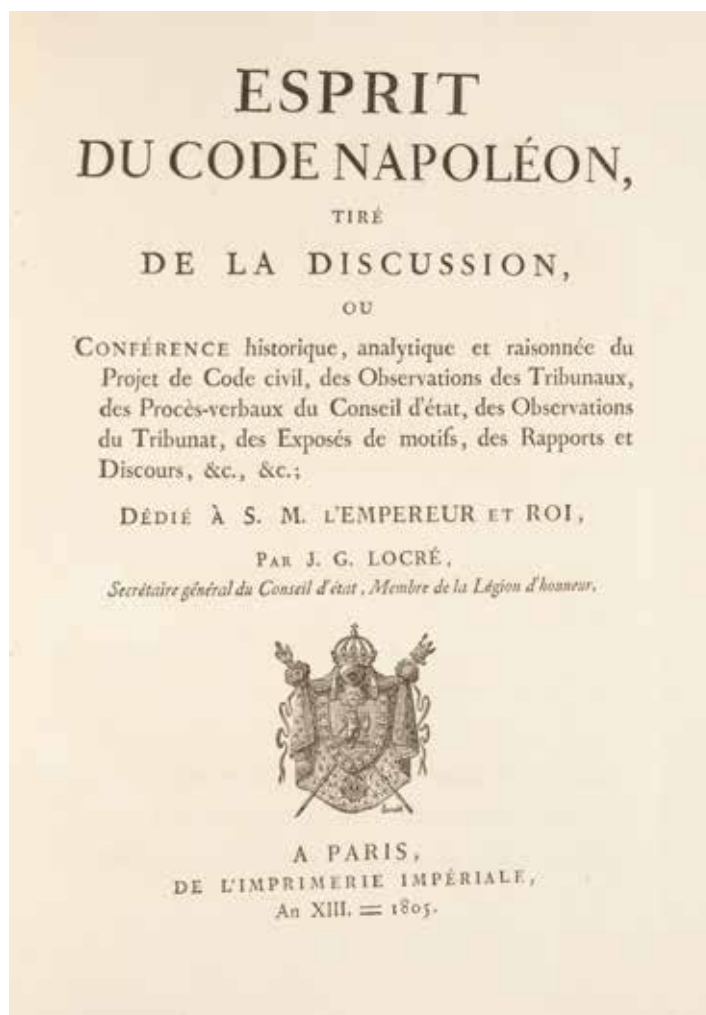 ESPRIT
DU CODE NAPOLÉON,
TIRÉ
DE LA DISCUSSION,
OU
CONFÉRENCE historique, analytique et raisonnée du
Projet de Code civil, des Observations des Tribunaux,
des Procès-verbaux du Conseil d'état, des Observations
du Tribunat, des Exposés de motifs, des Rapports et
Discours, &c., &c.;
DÉDIÉ À S. M. L'EMPEREUR ET ROI,
PAR J. G. LOCRÉ,
Secrétaire général du Conseil d'état, Membre de la Légion d'honneur.
A PARIS,
DE L'IMPRIMERIE IMPÉRIALE,
An XIII. = 1805.